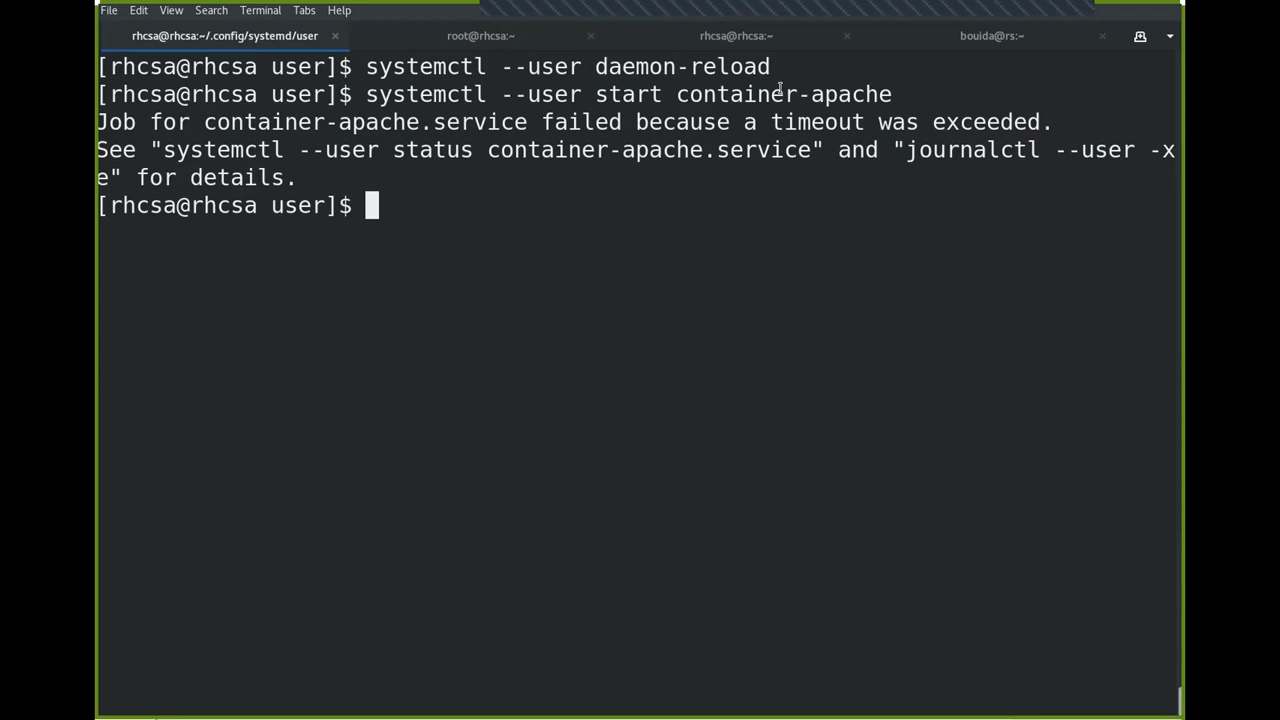 File Edit View Search Terminal Tabs Help
rhcsa@rhcsa:~/.config/systemd/user × root@rhcsa:~ × rhcsa@rhcsa:~ × bouida@rs:~ ×
[rhcsa@rhcsa user]$ systemctl --user daemon-reload
[rhcsa@rhcsa user]$ systemctl --user start container-apache
Job for container-apache.service failed because a timeout was exceeded.
See "systemctl --user status container-apache.service" and "journalctl --user -x
e" for details.
[rhcsa@rhcsa user]$